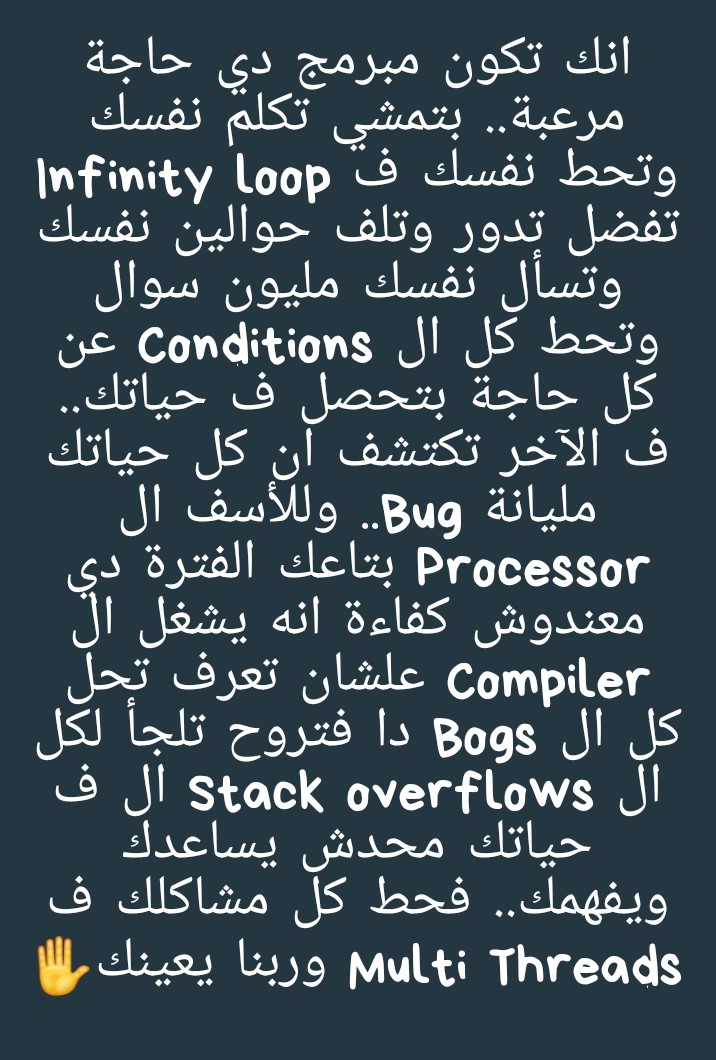 انك تكون مبرمج دي حاجة
مرعبة.. بتمشي تكلم نفسك
وتحط نفسك ف Infinity loop
تفضل تدور وتلف حوالين نفسك
وتسأل نفسك مليون سوال
وتحط كل ال Conditions عن
كل حاجة بتحصل ف حياتك..
ف الآخر تكتشف ان كل حياتك
مليانة Bug.. وللأسف ال
Processor بتاعك الفترة دي
معندوش كفاءة انه يشغل ال
Compiler علشان تعرف تحل
كل ال Bogs دا فتروح تلجأ لكل
ال Stack overflows ال ف
حياتك محدش يساعدك
ويفهمك.. فحط كل مشاكلك ف
Multi Threads وربنا يعينك✋